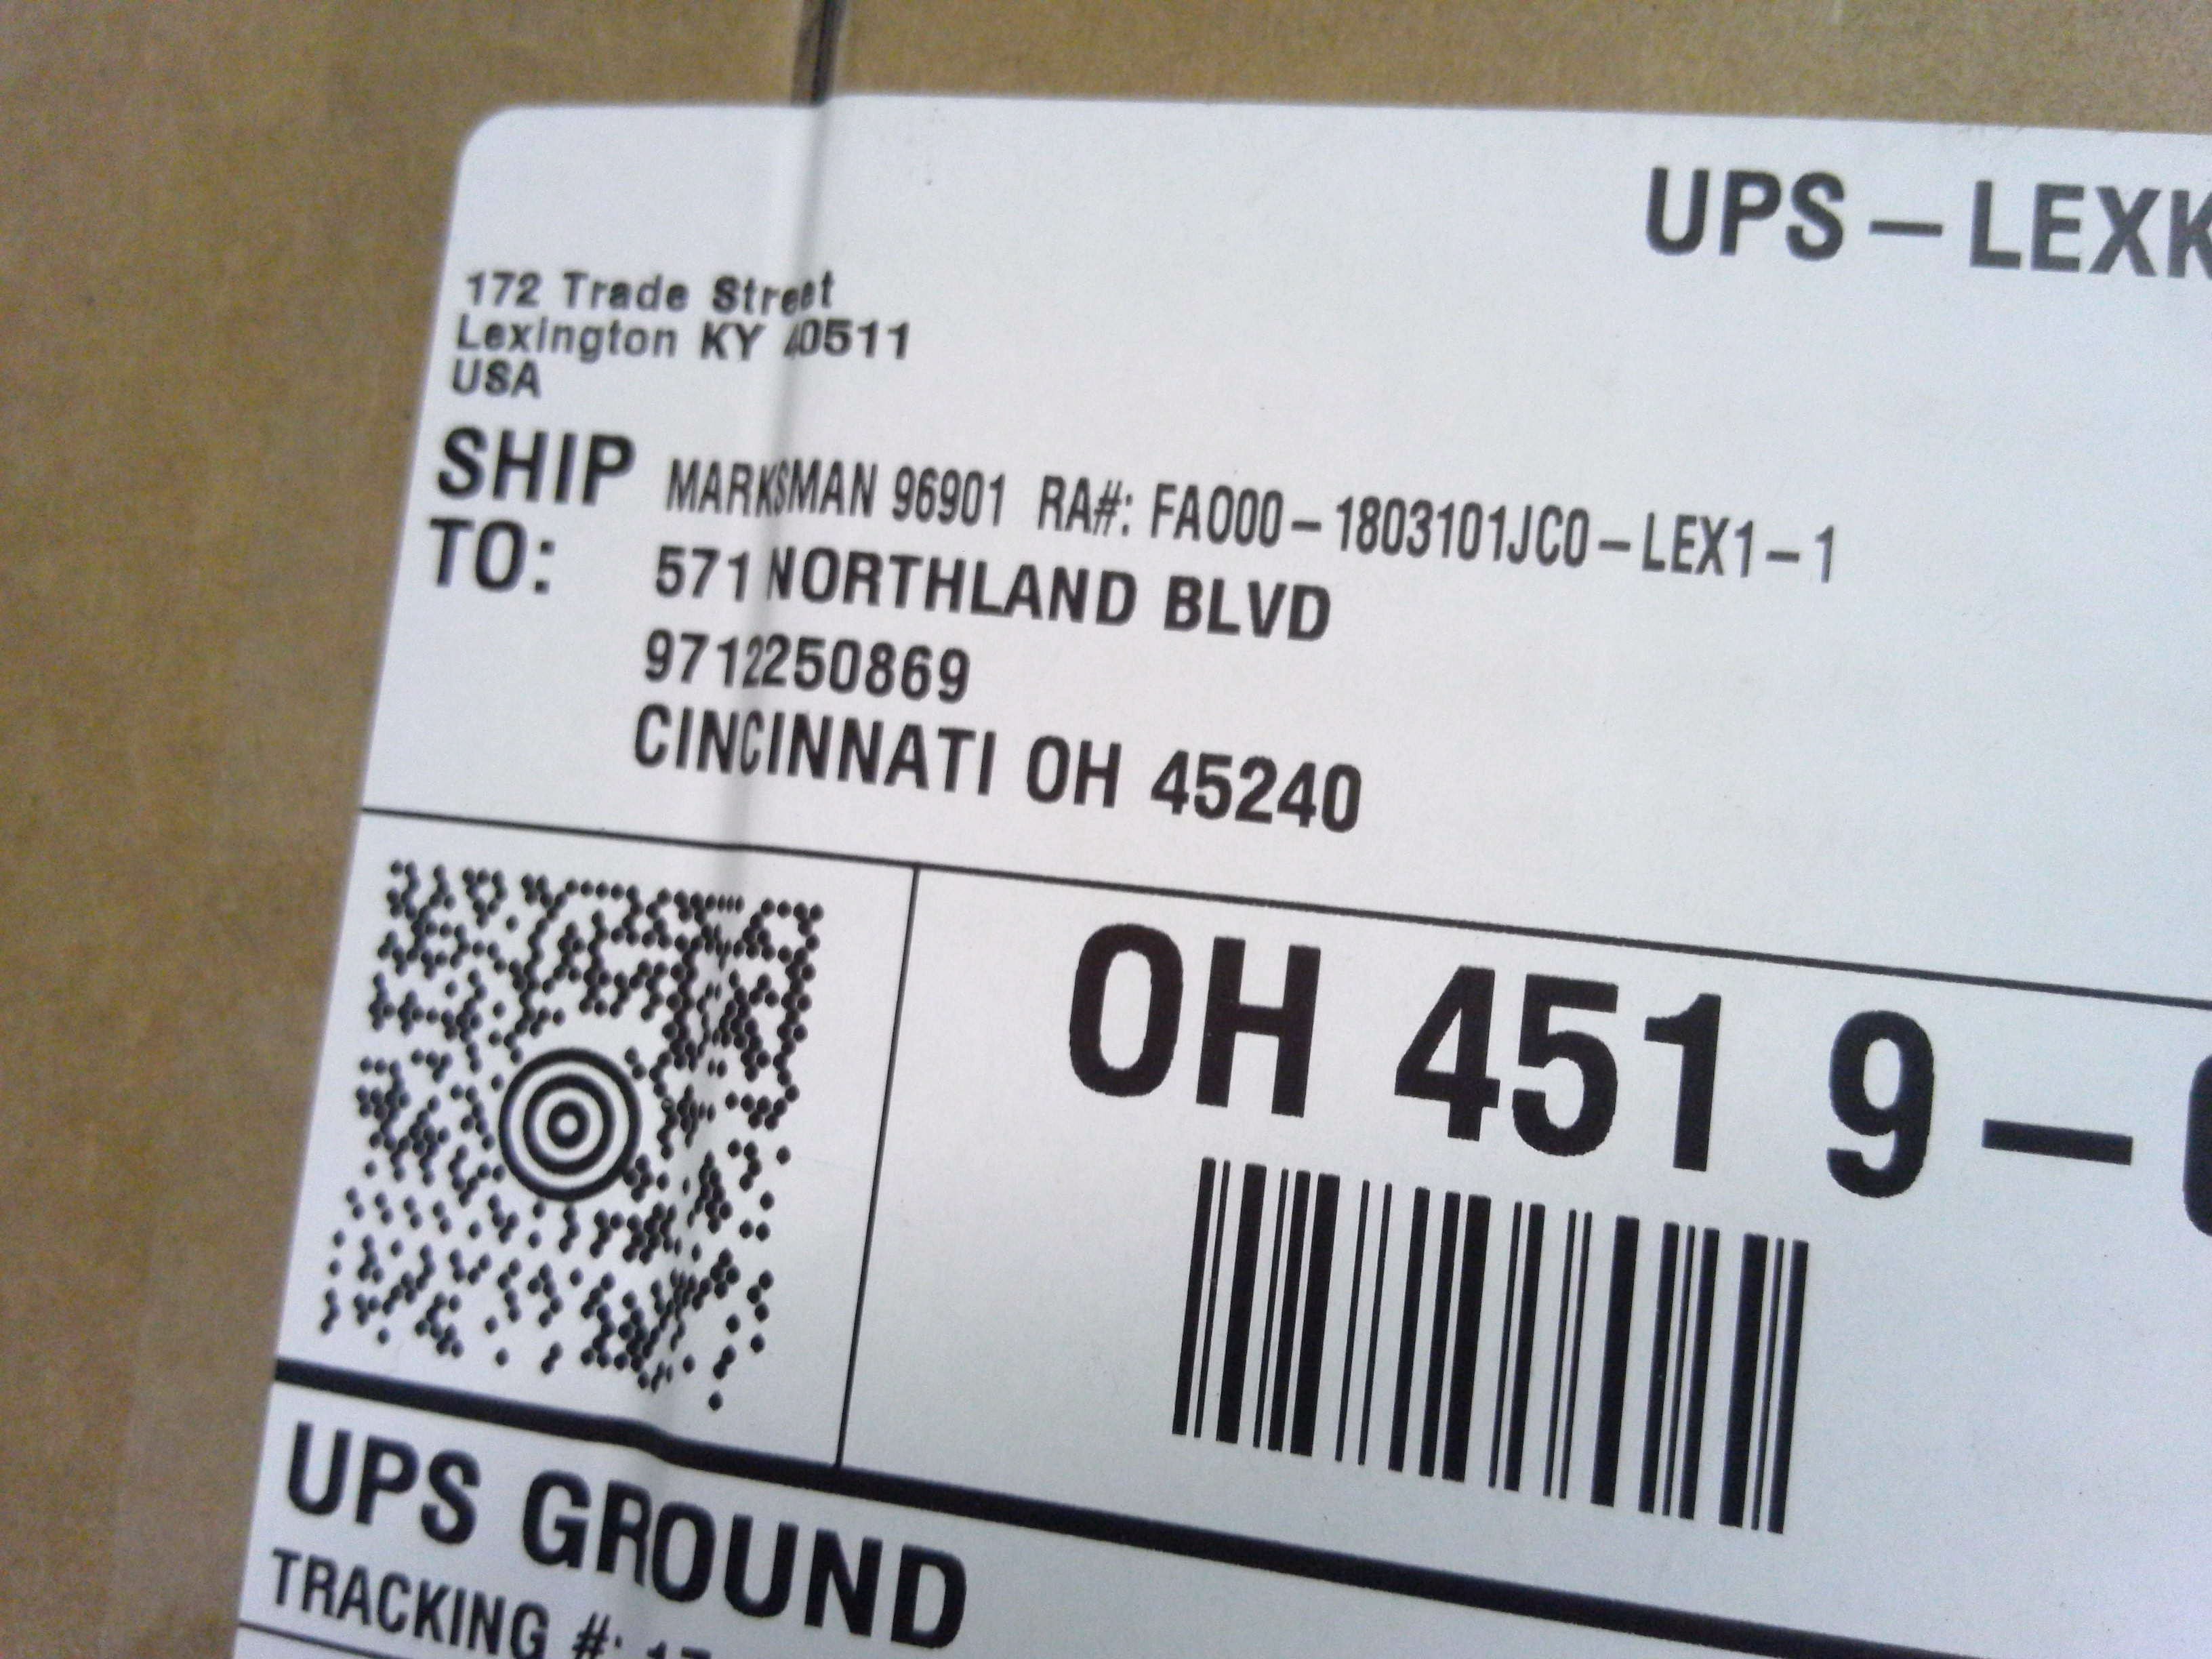 UPS – LEXK
172 Trade Street
Lexington KY 40511
USA
SHIP TO: MARKSMAN 96901 RA#: FAO00–1803101JC0–LEX1–1
571 NORTHLAND BLVD
9712250869
CINCINNATI OH 45240
OH 451 9–
UPS GROUND
TRACKING #: